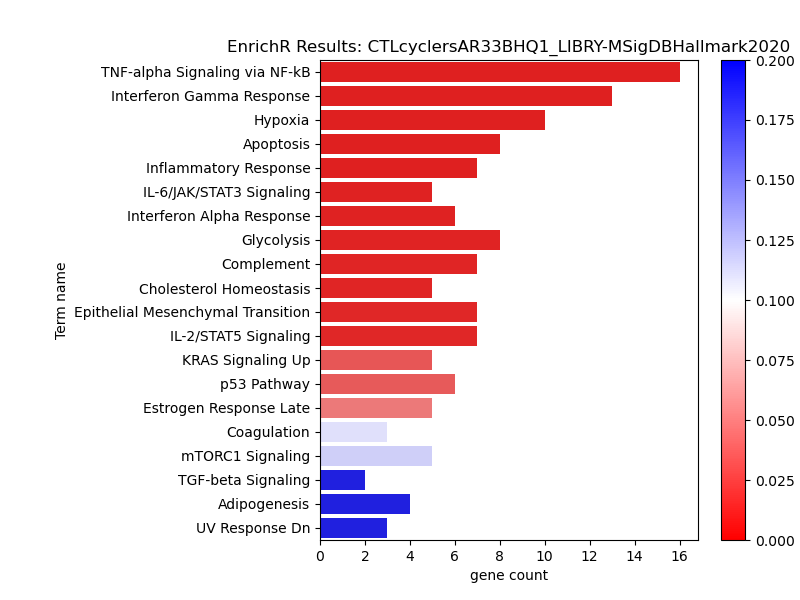 EnrichR Results: CTLcyclersAR33BHQ1_LIBRY-MSigDBHallmark2020
TNF-alpha Signaling via NF-kB
Interferon Gamma Response
Hypoxia
Apoptosis
Inflammatory Response
IL-6/JAK/STAT3 Signaling
Interferon Alpha Response
Glycolysis
Complement
Cholesterol Homeostasis
Epithelial Mesenchymal Transition
IL-2/STAT5 Signaling
KRAS Signaling Up
p53 Pathway
Estrogen Response Late
Coagulation
mTORC1 Signaling
TGF-beta Signaling
Adipogenesis
UV Response Dn
Term name
0 2 4 6 8 10 12 14 16
gene count
0.200
0.175
0.150
0.125
0.100
0.075
0.050
0.025
0.000